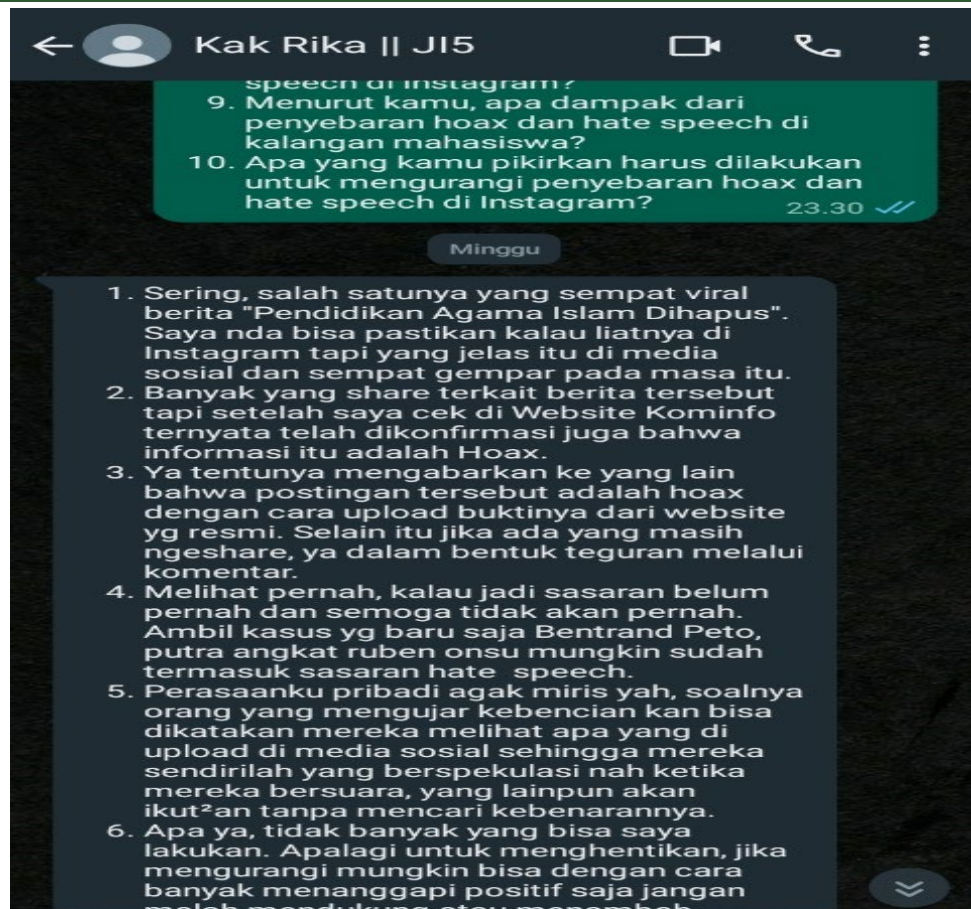 Kak Rika || JI5
speech di Instagram?
9. Menurut kamu, apa dampak dari
penyebaran hoax dan hate speech di
kalangan mahasiswa?
10. Apa yang kamu pikirkan harus dilakukan
untuk mengurangi penyebaran hoax dan
hate speech di Instagram?
23.30
Minggu
1. Sering, salah satunya yang sempat viral
berita "Pendidikan Agama Islam Dihapus".
Saya nda bisa pastikan kalau liatnya di
Instagram tapi yang jelas itu di media
sosial dan sempat gempar pada masa itu.
2. Banyak yang share terkait berita tersebut
tapi setelah saya cek di Website Kominfo
ternyata telah dikonfirmasi juga bahwa
informasi itu adalah Hoax.
3. Ya tentunya mengabarkan ke yang lain
bahwa postingan tersebut adalah hoax
dengan cara upload buktinya dari website
yg resmi. Selain itu jika ada yang masih
ngeshare, ya dalam bentuk teguran melalui
komentar.
4. Melihat pernah, kalau jadi sasaran belum
pernah dan semoga tidak akan pernah.
Ambil kasus yg baru saja Bentrand Peto,
putra angkat ruben onsu mungkin sudah
termasuk sasaran hate speech.
5. Perasaanku pribadi agak miris yah, soalnya
orang yang mengujar kebencian kan bisa
dikatakan mereka melihat apa yang di
upload di media sosial sehingga mereka
sendirilah yang berspekulasi nah ketika
mereka bersuara, yang lainpun akan
ikut²an tanpa mencari kebenarannya.
6. Apa ya, tidak banyak yang bisa saya
lakukan. Apalagi untuk menghentikan, jika
mengurangi mungkin bisa dengan cara
banyak menanggapi positif saja jangan
malah mendukung atau menambah